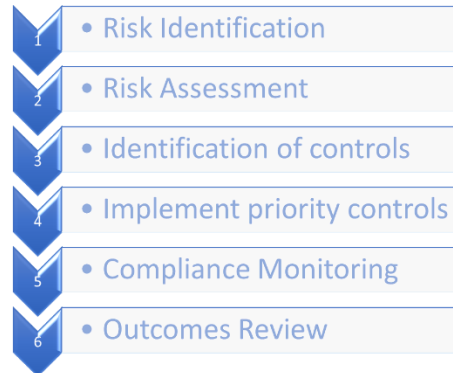 1 • Risk Identification
2 • Risk Assessment
3 • Identification of controls
4 • Implement priority controls
5 • Compliance Monitoring
6 • Outcomes Review